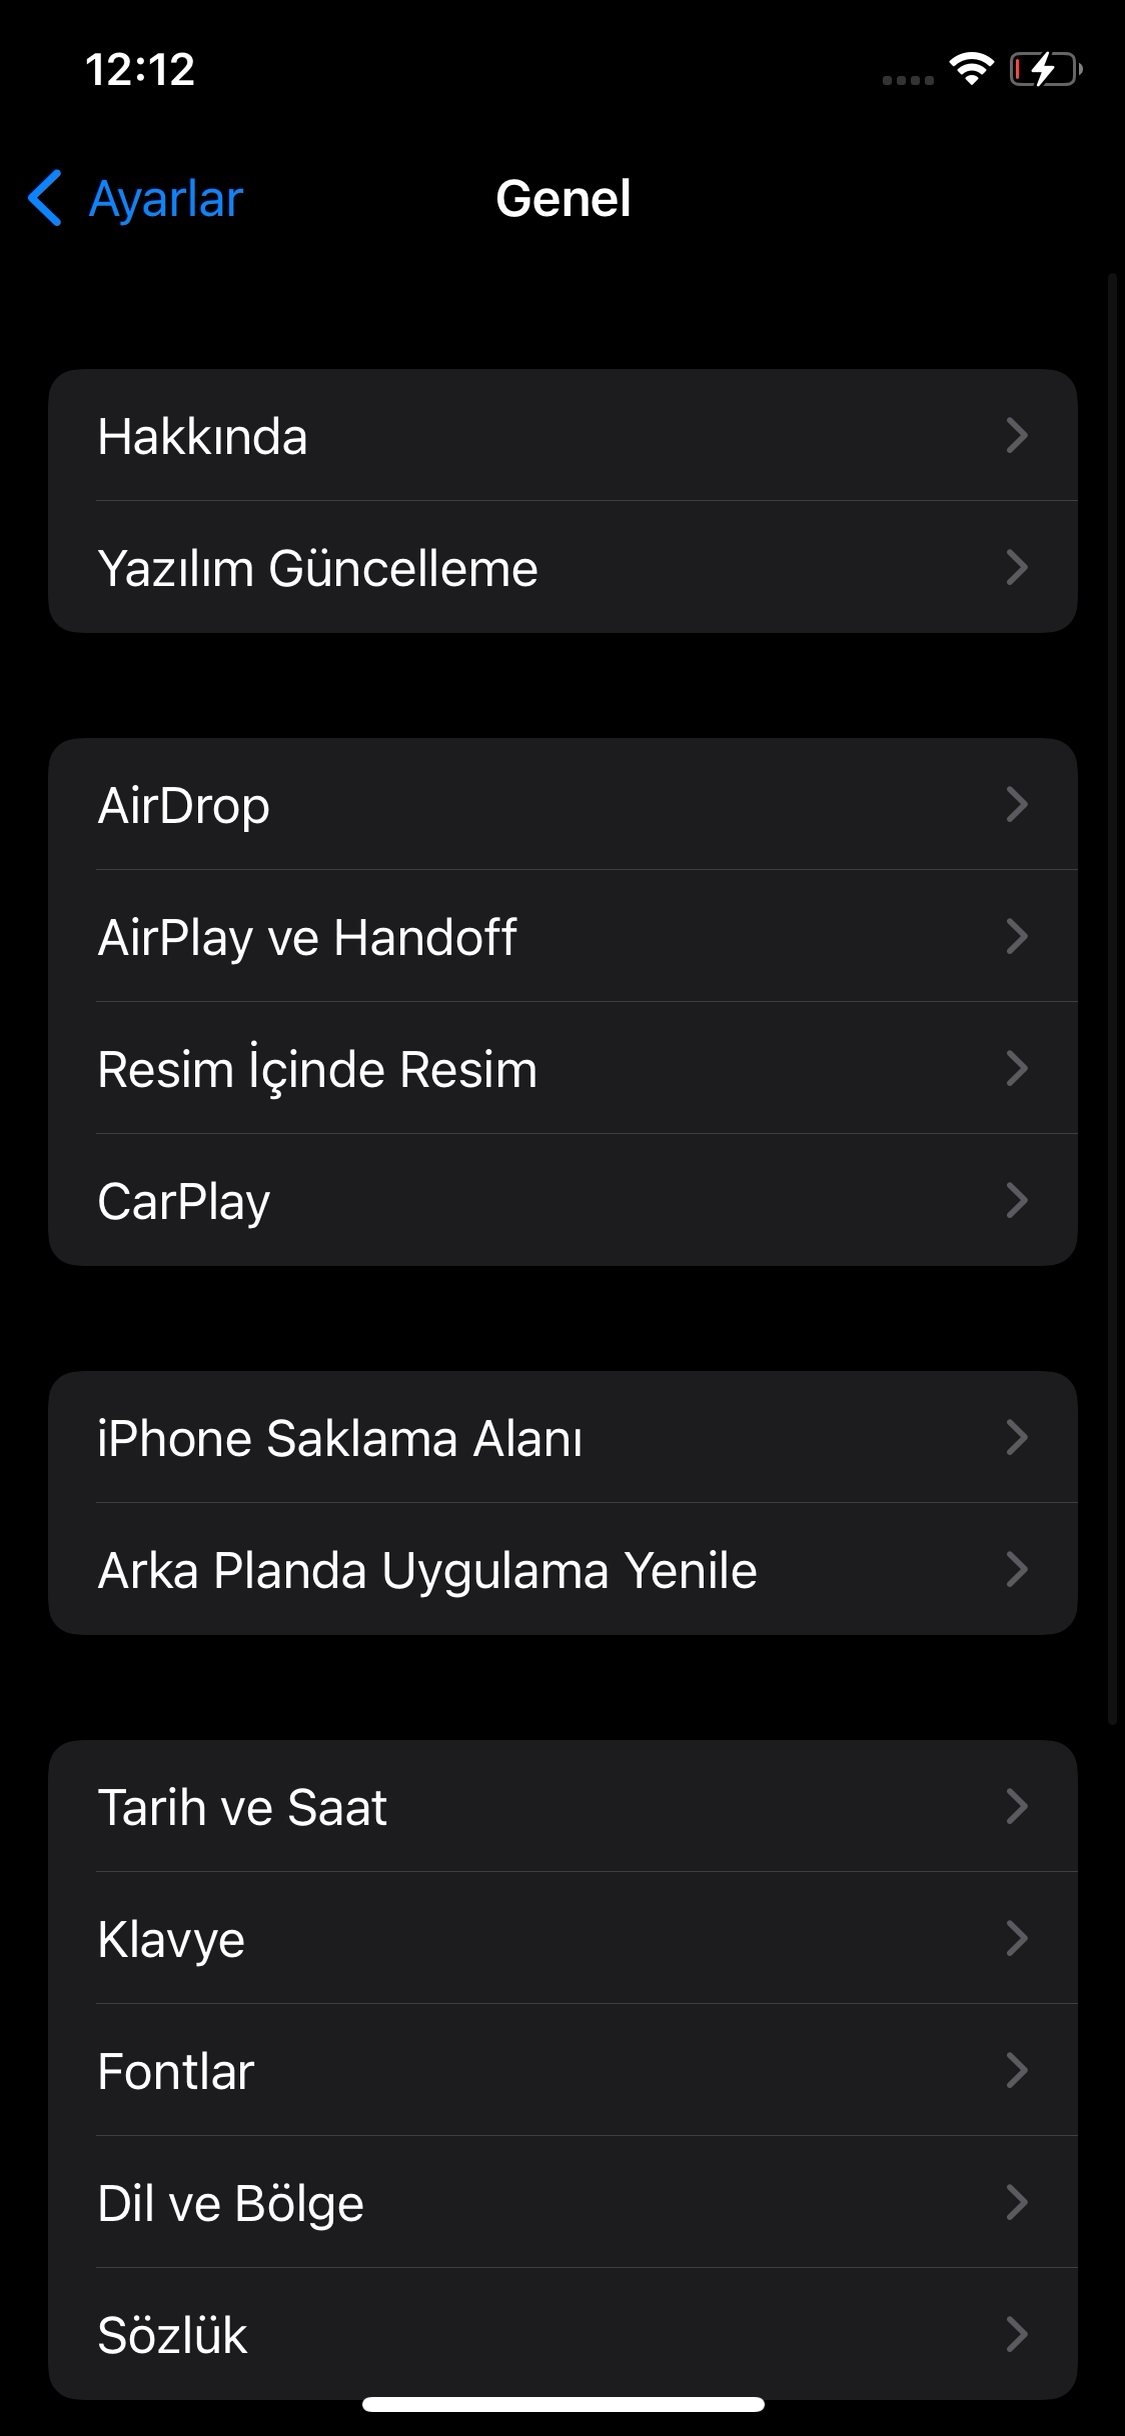 12:12
Ayarlar
Genel
Hakkında
Yazılım Güncelleme
AirDrop
AirPlay ve Handoff
Resim İçinde Resim
CarPlay
iPhone Saklama Alanı
Arka Planda Uygulama Yenile
Tarih ve Saat
Klavye
Fontlar
Dil ve Bölge
Sözlük